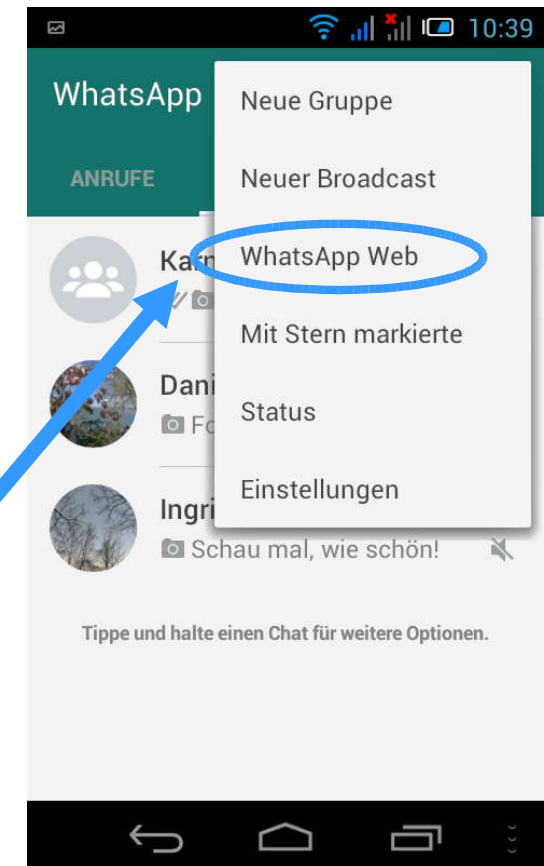 10:39
WhatsApp
Neue Gruppe
ANRUFE
Neuer Broadcast
WhatsApp Web
Mit Stern markierte
Status
Einstellungen
Schau mal, wie schön!
Tippe und halte einen Chat für weitere Optionen.